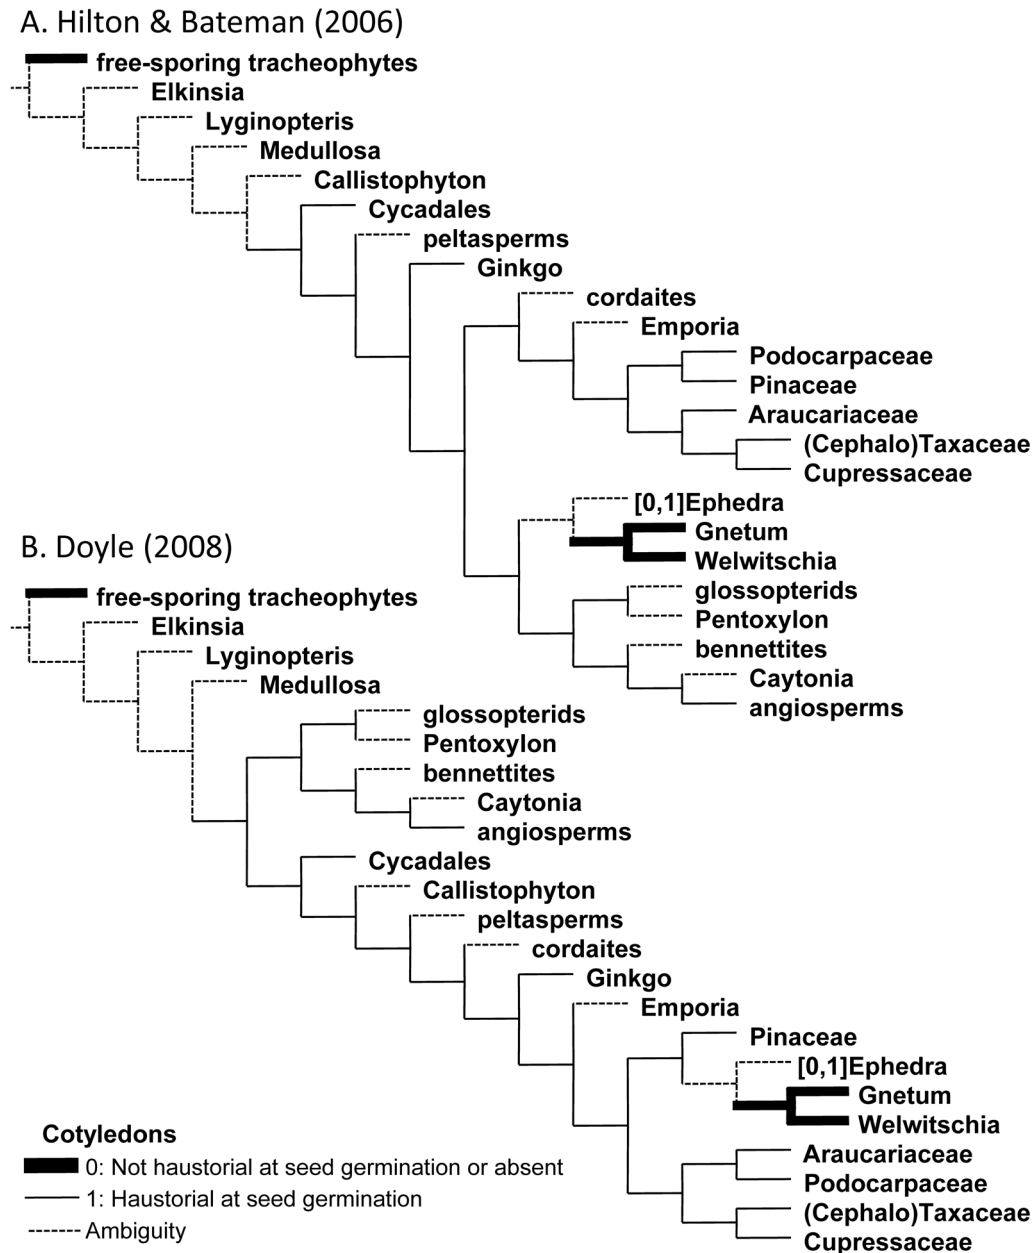 A. Hilton & Bateman (2006)
free-sporing tracheophytes
Elkinsia
Lyginopteris
Medullosa
Callistophyton
Cycadales
peltasperms
Ginkgo
cordaites
Emporia
Podocarpaceae
Pinaceae
Araucariaceae
(Cephalo)Taxaceae
Cupressaceae
[0,1]Ephedra
Gnetum
Welwitschia
glossopterids
Pentoxylon
bennettites
Caytonia
angiosperms
B. Doyle (2008)
free-sporing tracheophytes
Elkinsia
Lyginopteris
Medullosa
glossopterids
Pentoxylon
bennettites
Caytonia
angiosperms
Cycadales
Callistophyton
peltasperms
cordaites
Ginkgo
Emporia
Pinaceae
[0,1]Ephedra
Gnetum
Welwitschia
Araucariaceae
Podocarpaceae
(Cephalo)Taxaceae
Cupressaceae
Cotyledons
0: Not haustorial at seed germination or absent
1: Haustorial at seed germination
Ambiguity